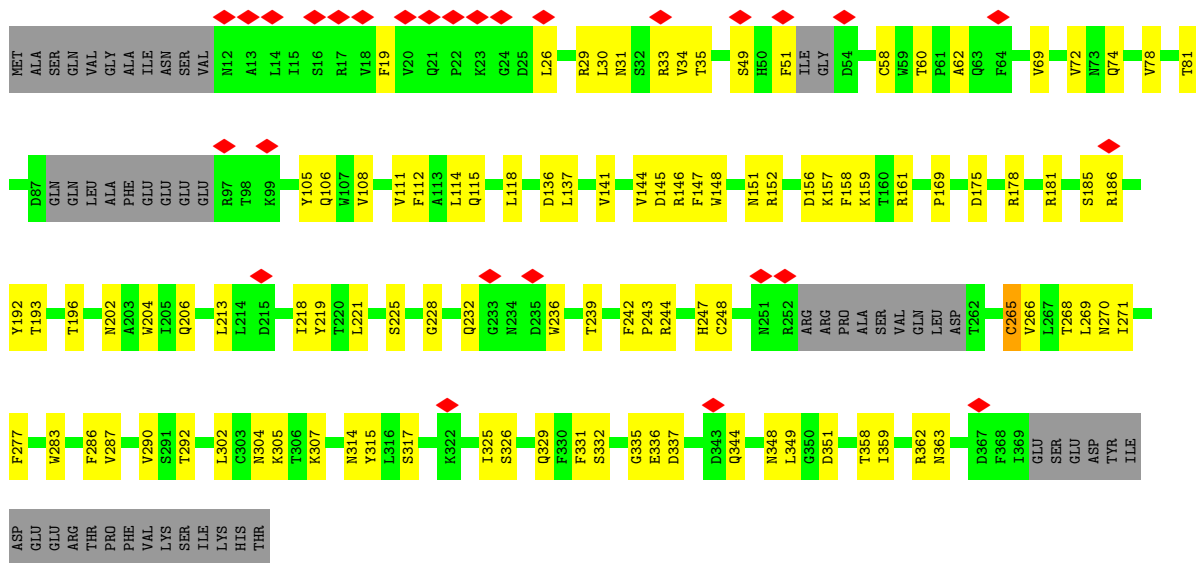 MET ALA SER GLN VAL GLY ALA ILE ASN SER VAL N12 A13 L14 I15 S16 R17 V18 F19 V20 Q21 P22 K23 G24 D25 L26 R29 L30 N31 S32 R33 V34 T35 S49 H50 F51 ILE GLY D54 C58 W59 T60 P61 A62 Q63 F64 V69 V72 N73 Q74 V78 T81
D87 GLN GLN LEU ALA PHE GLU GLU GLU GLU R97 T98 K99 Y105 Q106 W107 V108 V111 F112 A113 L114 Q115 L118 D136 L137 V141 V144 D145 R146 F147 W148 N151 R152 D156 K157 F158 K159 T160 R161 P169 D175 R178 R181 S185 R186
Y192 T193 T196 N202 A203 W204 I205 Q206 L213 L214 D215 I218 Y219 T220 L221 S225 G228 Q232 G233 N234 D235 W236 T239 F242 P243 R244 H247 C248 N251 R252 ARG ARG PRO ALA SER VAL GLN LEU ASP T262 C265 V266 L267 T268 L269 N270 I271
F277 W283 F286 V287 V290 S291 T292 L302 C303 N304 K305 T306 K307 N314 Y315 L316 S317 K322 I325 S326 Q329 F330 F331 S332 G335 E336 D337 D343 Q344 N348 L349 G350 D351 T358 I359 R362 N363 D367 F368 I369 GLU SER GLU ASP TYR ILE
ASP GLU GLU ARG THR PRO PHE VAL LYS SER ILE LYS HIS THR